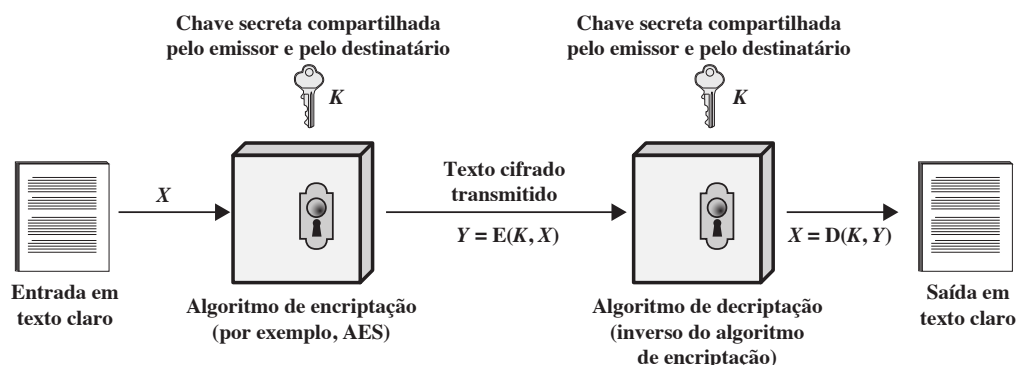 Chave secreta compartilhada
pelo emissor e pelo destinatário
K
Chave secreta compartilhada
pelo emissor e pelo destinatário
K
X
Texto cifrado
transmitido
Y = E(K, X)
X = D(K, Y)
Entrada em
texto claro
Algoritmo de encriptação
(por exemplo, AES)
Algoritmo de decriptação
(inverso do algoritmo
de encriptação)
Saída em
texto claro